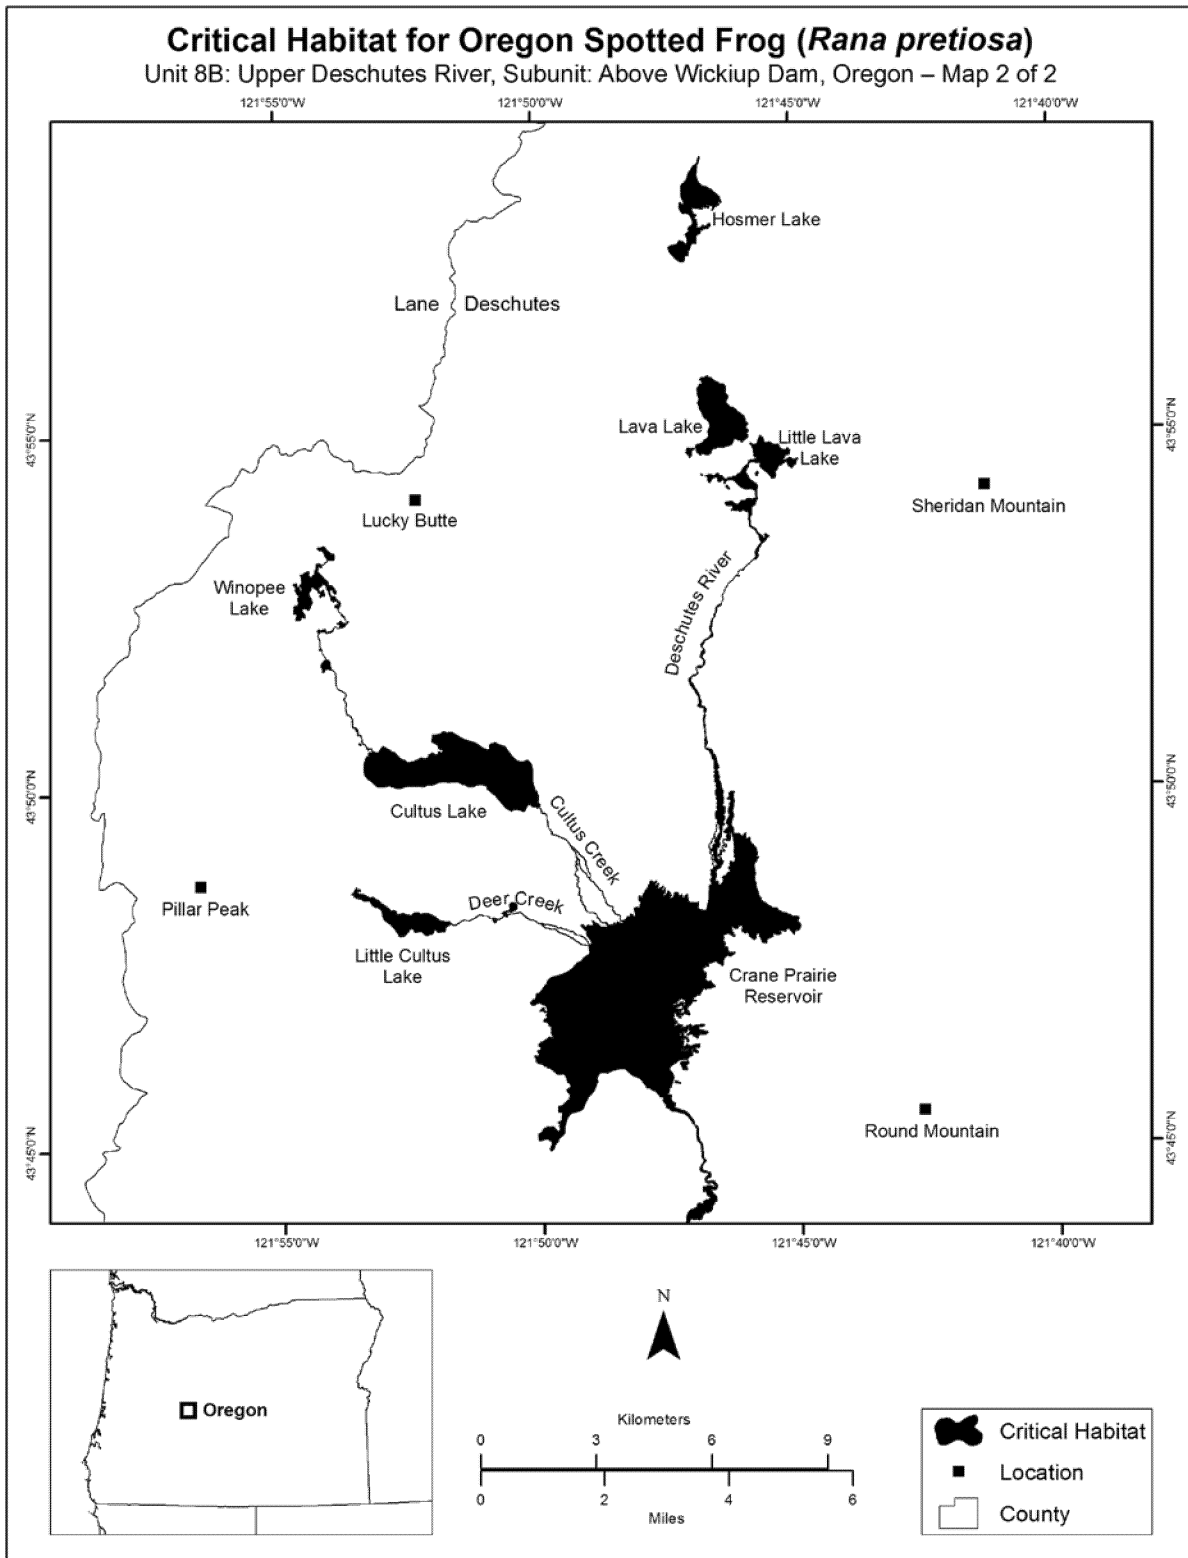 Critical Habitat for Oregon Spotted Frog (Rana pretiosa)
Unit 8B: Upper Deschutes River, Subunit: Above Wickiup Dam, Oregon – Map 2 of 2
121°55'0"W
121°50'0"W
121°45'0"W
121°40'0"W
Hosmer Lake
Lane
Deschutes
Lava Lake
Little Lava
Lake
43°55'0"N
43°55'0"N
Lucky Butte
Sheridan Mountain
Winopee
Lake
Deschutes River
43°50'0"N
43°50'0"N
Cultus Lake
Cultus Creek
Pillar Peak
Deer Creek
Little Cultus
Lake
Crane Prairie
Reservoir
Round Mountain
43°45'0"N
43°45'0"N
121°55'0"W
121°50'0"W
121°45'0"W
121°40'0"W
Oregon
N
Kilometers
0 3 6 9
0 2 4 6
Miles
Critical Habitat
Location
County